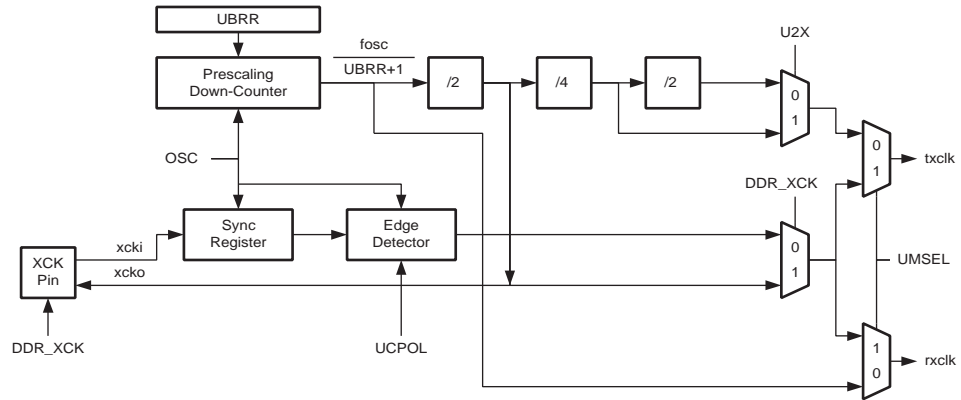 UBRR
fosc
U2X
Prescaling
Down-Counter
UBRR+1
/2
/4
/2
0
1
OSC
0
1
txclk
DDR_XCK
Sync
Register
Edge
Detector
xcki
0
1
XCK
Pin
xcko
UMSEL
DDR_XCK
UCPOL
1
0
rxclk